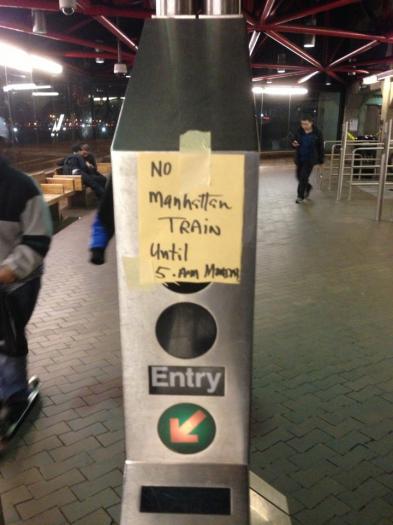 NO
Manhattan
TRAIN
Until
5. Am Monday
Entry